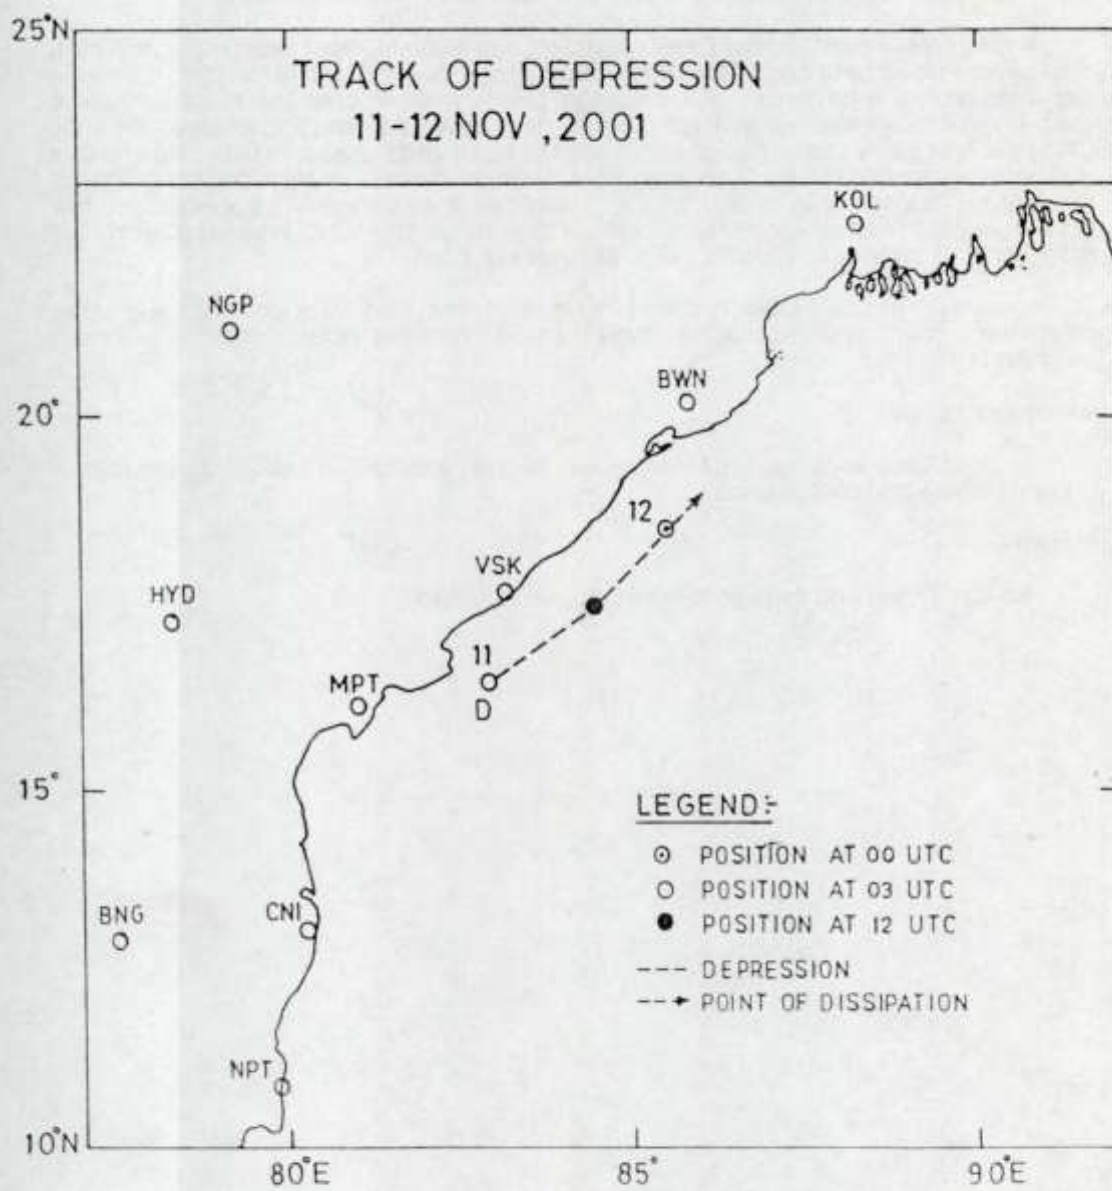 25°N
TRACK OF DEPRESSION
11-12 NOV, 2001
KOL
NGP
BWN
20°
12
VSK
HYD
11
MPT
D
15°
LEGEND:-
POSITION AT 00 UTC
POSITION AT 03 UTC
BNG
CNI
POSITION AT 12 UTC
DEPRESSION
POINT OF DISSIPATION
NPT
10°N
80°E
85°
90°E